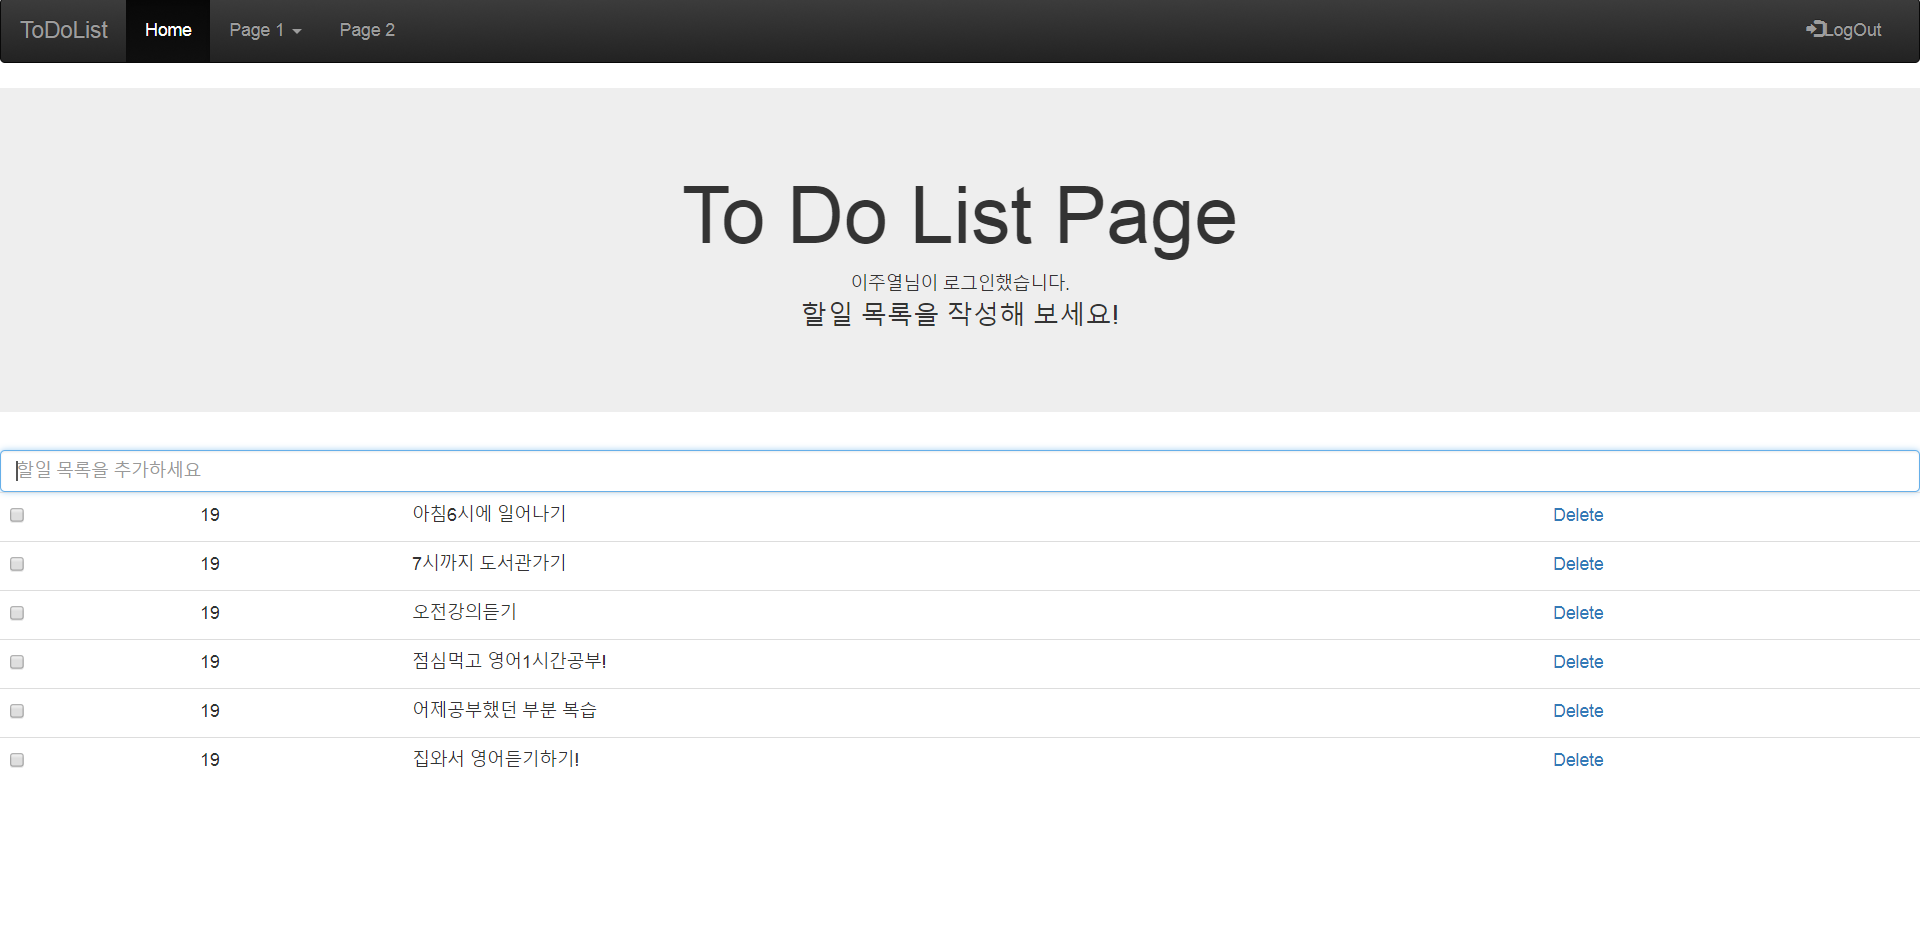 ToDoList Home Page 1 Page 2 LogOut
To Do List Page
이주열님이 로그인했습니다.
할일 목록을 작성해 보세요!
할일 목록을 추가하세요
19 아침6시에 일어나기 Delete
19 7시까지 도서관가기 Delete
19 오전강의듣기 Delete
19 점심먹고 영어1시간공부! Delete
19 어제공부했던 부분 복습 Delete
19 집와서 영어듣기하기! Delete